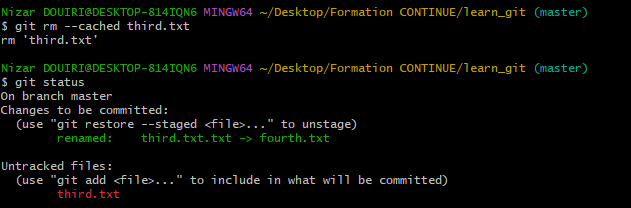 Nizar DOUIRI@DESKTOP-814IQN6 MINGW64 ~/Desktop/Formation CONTINUE/learn_git (master)
$ git rm --cached third.txt
rm 'third.txt'

Nizar DOUIRI@DESKTOP-814IQN6 MINGW64 ~/Desktop/Formation CONTINUE/learn_git (master)
$ git status
On branch master
Changes to be committed:
  (use "git restore --staged <file>..." to unstage)
        renamed:    third.txt.txt -> fourth.txt

Untracked files:
  (use "git add <file>..." to include in what will be committed)
        third.txt